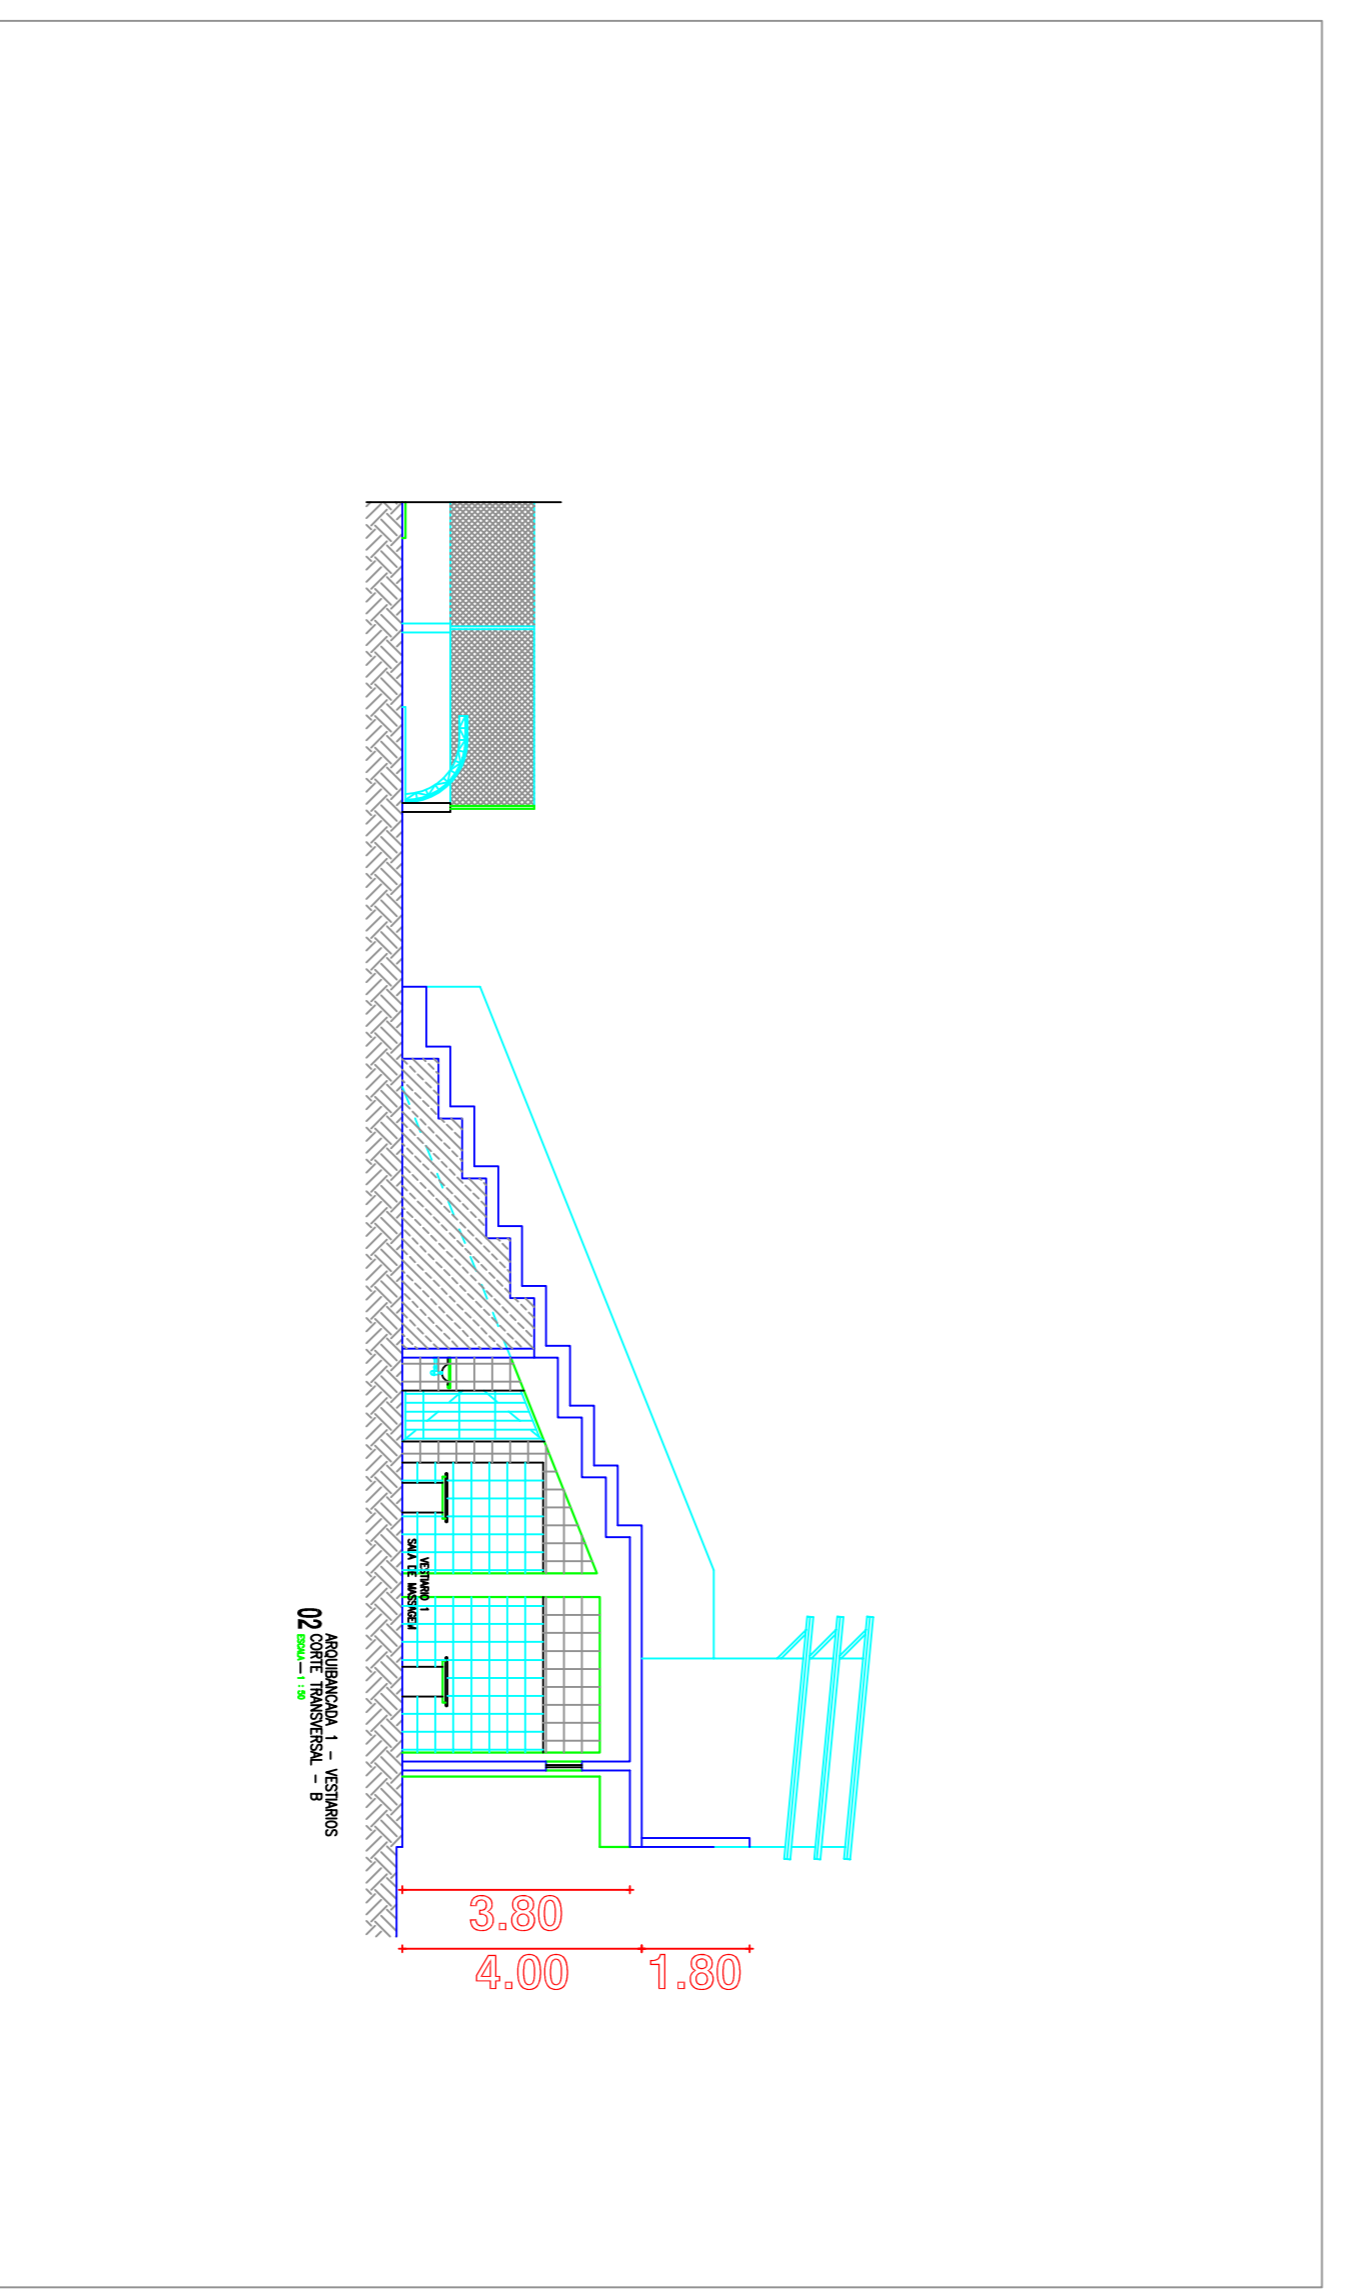 VESTIARIO 1
SALA DE MASSAGEM
ARQUIBANCADA 1 - VESTIARIOS
02 CORTE TRANSVERSAL - B
ESCALA 1 : 50
3.80
4.00 1.80